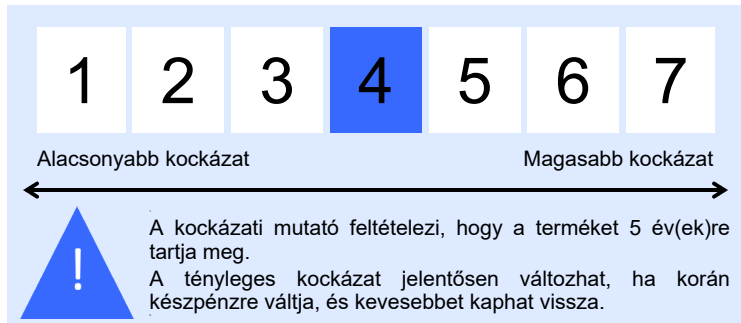 1 2 3 4 5 6 7
Alacsonyabb kockázat Magasabb kockázat
! A kockázati mutató feltételezi, hogy a terméket 5 év(ek)re
tartja meg.
A tényleges kockázat jelentősen változhat, ha korán
készpénzre váltja, és kevesebbet kaphat vissza.